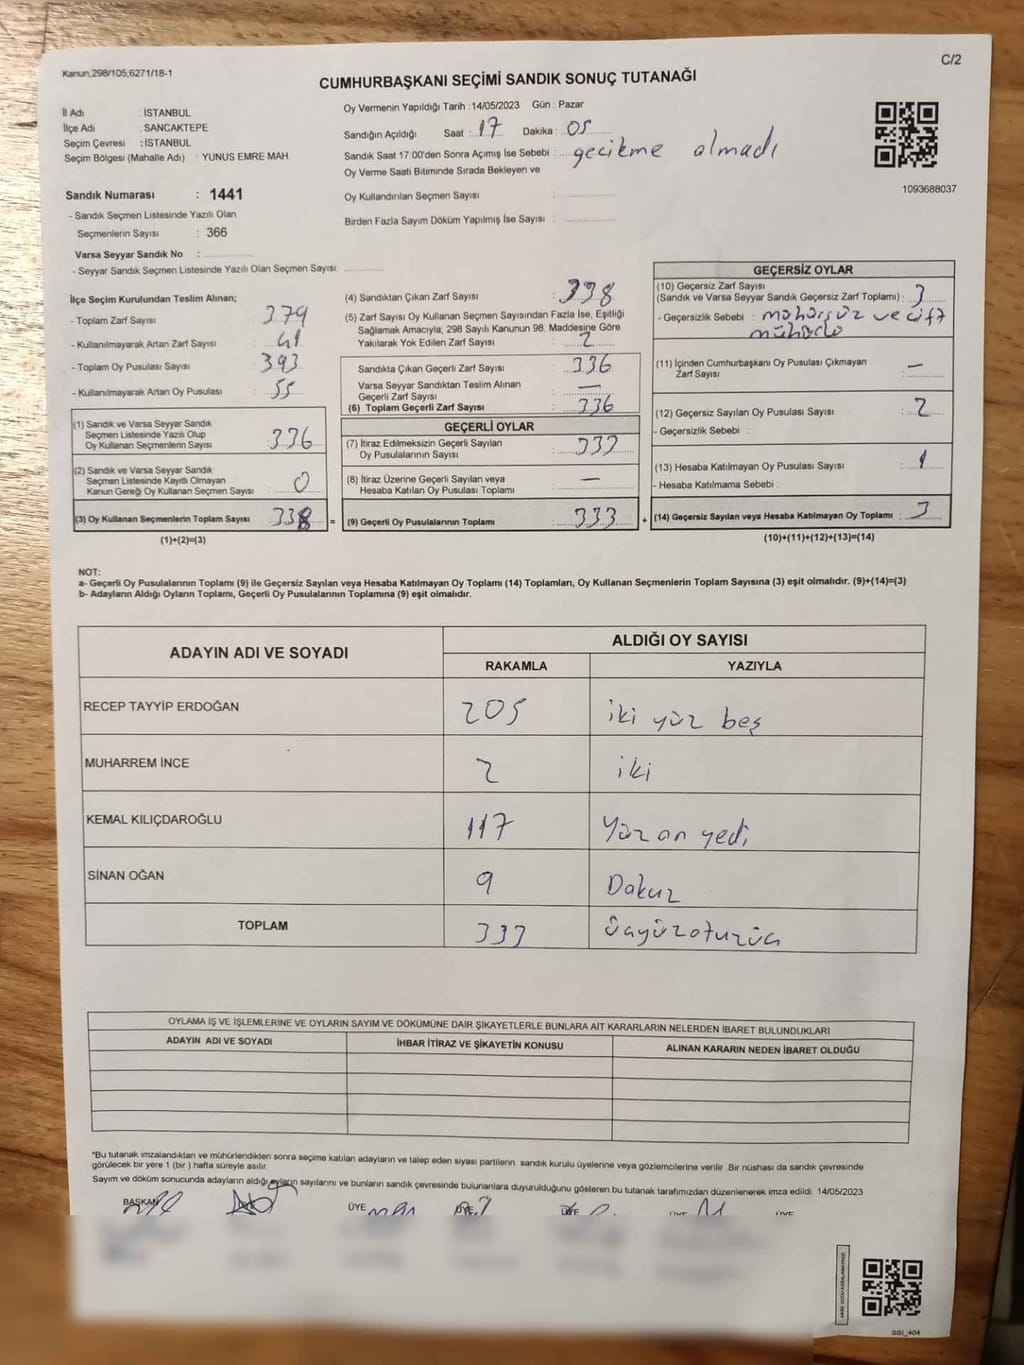 Kanun;298/105;6271/18-1
C/2
CUMHURBAŞKANI SEÇİMİ SANDIK SONUÇ TUTANAĞI
İl Adı : İSTANBUL
İlçe Adı : SANCAKTEPE
Seçim Çevresi : İSTANBUL
Seçim Bölgesi (Mahalle Adı) : YUNUS EMRE MAH.
Oy Vermenin Yapıldığı Tarih :14/05/2023 Gün : Pazar
Sandığın Açıldığı Saat : 17 Dakika : 05
Sandık Saat 17:00'den Sonra Açımış İse Sebebi : gecikme olmadı
Oy Verme Saati Bitiminde Sırada Bekleyen ve
Oy Kullandırılan Seçmen Sayısı :
Birden Fazla Sayım Döküm Yapılmış İse Sayısı :
1093688037
Sandık Numarası : 1441
- Sandık Seçmen Listesinde Yazılı Olan
Seçmenlerin Sayısı : 366
Varsa Seyyar Sandık No :
- Seyyar Sandık Seçmen Listesinde Yazılı Olan Seçmen Sayısı:
İlçe Seçim Kurulundan Teslim Alınan;
- Toplam Zarf Sayısı : 379
- Kullanılmayarak Artan Zarf Sayısı : 41
- Toplam Oy Pusulası Sayısı : 393
- Kullanılmayarak Artan Oy Pusulası : 55
(1) Sandık ve Varsa Seyyar Sandık
Seçmen Listesinde Yazılı Olup
Oy Kullanan Seçmenlerin Sayısı : 336
(2) Sandık ve Varsa Seyyar Sandık
Seçmen Listesinde Kayıtlı Olmayan
Kanun Gereği Oy Kullanan Seçmen Sayısı : 0
(3) Oy Kullanan Seçmenlerin Toplam Sayısı : 338 =
(1)+(2)=(3)
(4) Sandıktan Çıkan Zarf Sayısı : 338
(5) Zarf Sayısı Oy Kullanan Seçmen Sayısından Fazla İse, Eşitliği
Sağlamak Amacıyla; 298 Sayılı Kanunun 98. Maddesine Göre
Yakılarak Yok Edilen Zarf Sayısı : 2
Sandıkta Çıkan Geçerli Zarf Sayısı : 336
Varsa Seyyar Sandıktan Teslim Alınan
Geçerli Zarf Sayısı : —
(6) Toplam Geçerli Zarf Sayısı : 336
GEÇERLİ OYLAR
(7) İtiraz Edilmeksizin Geçerli Sayılan
Oy Pusulalarının Sayısı : 333
(8) İtiraz Üzerine Geçerli Sayılan veya
Hesaba Katılan Oy Pusulası Toplamı : —
(9) Geçerli Oy Pusulalarının Toplamı : 333 +
GEÇERSİZ OYLAR
(10) Geçersiz Zarf Sayısı
(Sandık ve Varsa Seyyar Sandık Geçersiz Zarf Toplamı) : 3
- Geçersizlik Sebebi : mühürsüz ve çift
mühürlü
(11) İçinden Cumhurbaşkanı Oy Pusulası Çıkmayan
Zarf Sayısı : —
(12) Geçersiz Sayılan Oy Pusulası Sayısı : 2
- Geçersizlik Sebebi :
(13) Hesaba Katılmayan Oy Pusulası Sayısı : 1
- Hesaba Katılmama Sebebi :
(14) Geçersiz Sayılan veya Hesaba Katılmayan Oy Toplamı : 3
(10)+(11)+(12)+(13)=(14)
NOT:
a- Geçerli Oy Pusulalarının Toplamı (9) ile Geçersiz Sayılan veya Hesaba Katılmayan Oy Toplamı (14) Toplamları, Oy Kullanan Seçmenlerin Toplam Sayısına (3) eşit olmalıdır. (9)+(14)=(3)
b- Adayların Aldığı Oyların Toplamı, Geçerli Oy Pusulalarının Toplamına (9) eşit olmalıdır.
ADAYIN ADI VE SOYADI ALDIĞI OY SAYISI
RAKAMLA YAZIYLA
RECEP TAYYİP ERDOĞAN 205 iki yüz beş
MUHARREM İNCE 2 iki
KEMAL KILIÇDAROĞLU 117 Yüz on yedi
SİNAN OĞAN 9 Dokuz
TOPLAM 333 üçyüzotuzüç
OYLAMA İŞ VE İŞLEMLERİNE VE OYLARIN SAYIM VE DÖKÜMÜNE DAİR ŞİKAYETLERLE BUNLARA AİT KARARLARIN NELERDEN İBARET BULUNDUKLARI
ADAYIN ADI VE SOYADI İHBAR İTİRAZ VE ŞİKAYETİN KONUSU ALINAN KARARIN NEDEN İBARET OLDUĞU
*Bu tutanak imzalandıktan ve mühürlendikten sonra seçime katılan adayların ve talep eden siyasi partilerin sandık kurulu üyelerine veya gözlemcilerine verilir. Bir nüshası da sandık çevresinde
görülecek bir yere 1 (bir) hafta süreyle asılır.
Sayım ve döküm sonucunda adayların aldığı oyların sayılarını ve bunların sandık çevresinde bulunanlara duyurulduğunu gösteren bu tutanak tarafımızdan düzenlenerek imza edildi. 14/05/2023
BAŞKAN ÜYE ÜYE ÜYE ÜYE ÜYE
SSI_404